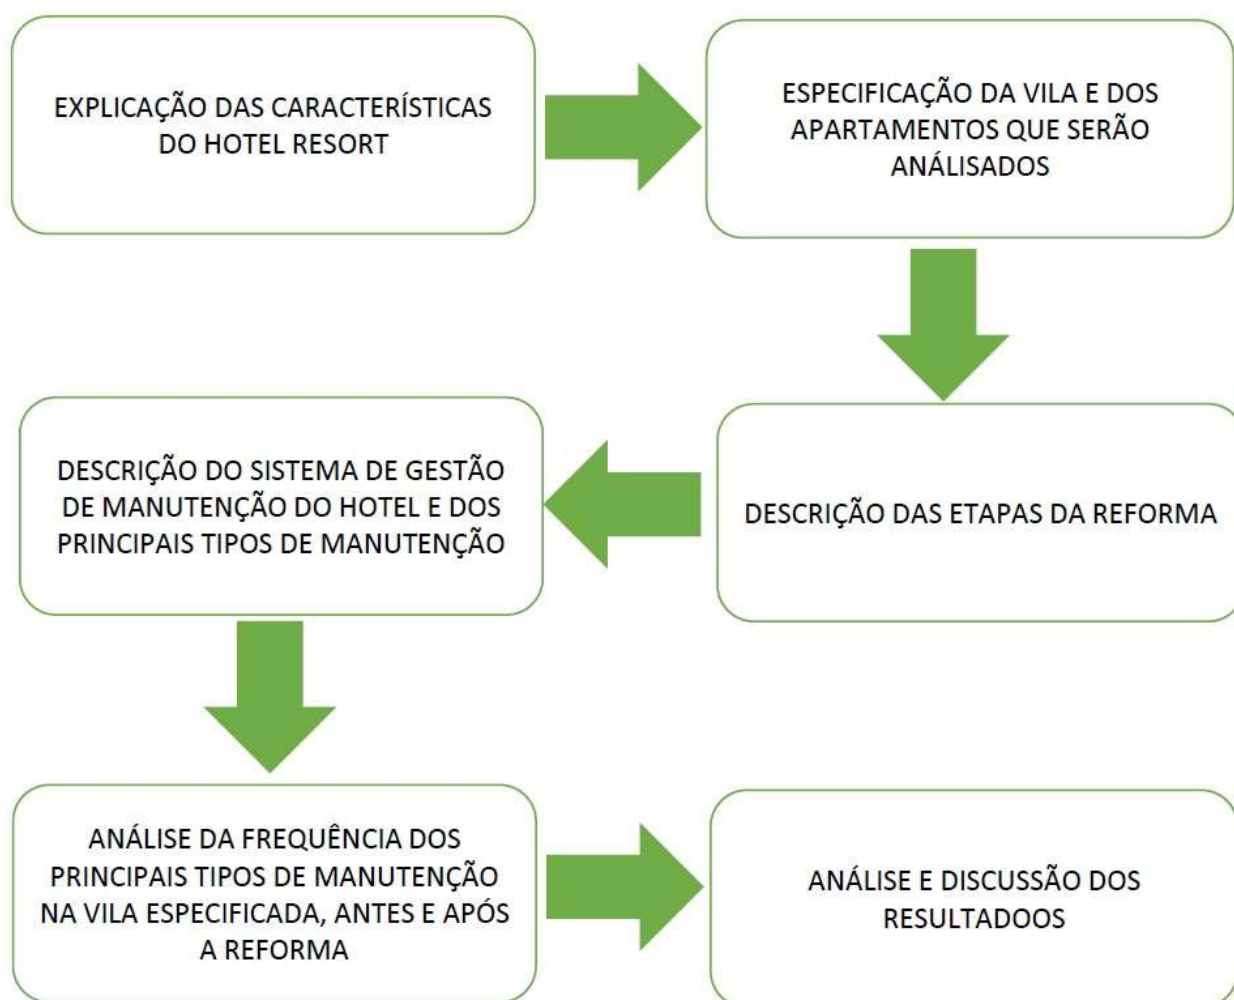 EXPLICAÇÃO DAS CARACTERÍSTICAS
DO HOTEL RESORT
ESPECIFICAÇÃO DA VILA E DOS
APARTAMENTOS QUE SERÃO
ANÁLISADOS
DESCRIÇÃO DAS ETAPAS DA REFORMA
DESCRIÇÃO DO SISTEMA DE GESTÃO
DE MANUTENÇÃO DO HOTEL E DOS
PRINCIPAIS TIPOS DE MANUTENÇÃO
ANÁLISE DA FREQUÊNCIA DOS
PRINCIPAIS TIPOS DE MANUTENÇÃO
NA VILA ESPECIFICADA, ANTES E APÓS
A REFORMA
ANÁLISE E DISCUSSÃO DOS
RESULTADOOS